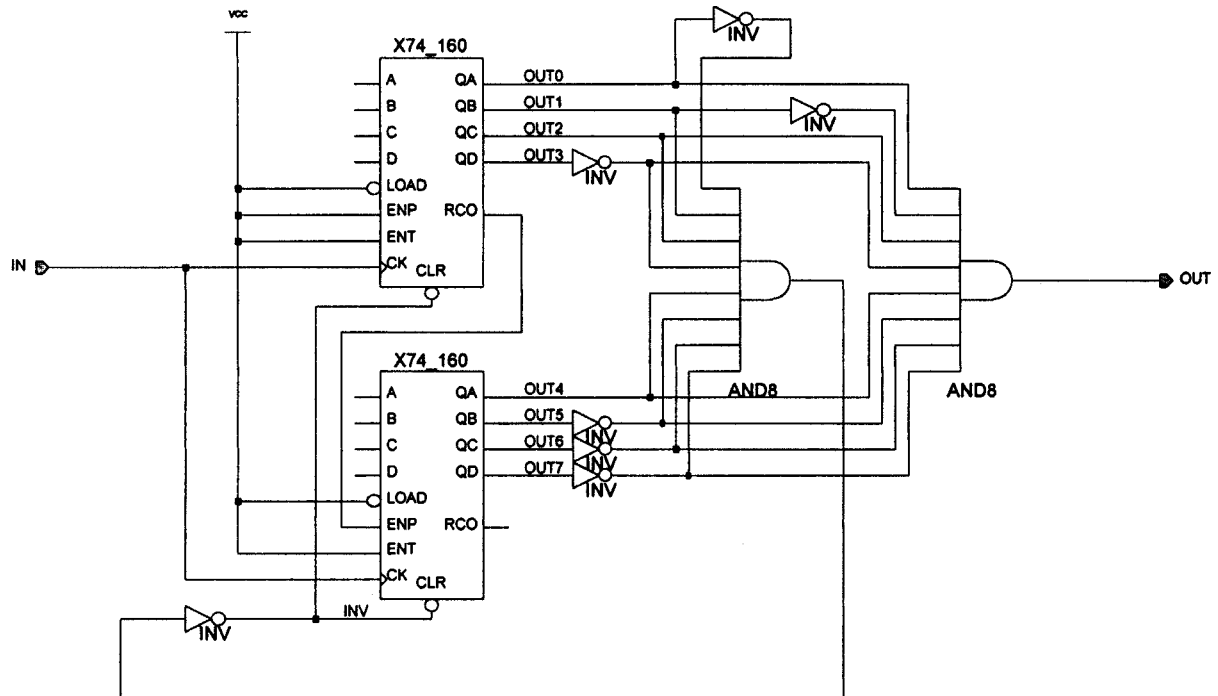 VCC
INV
X74_160
A QA OUT0
B QB OUT1
INV
C QC OUT2
D QD OUT3
INV
LOAD
ENP RCO
ENT
IN CK CLR
OUT
X74_160
A QA OUT4
AND8 AND8
B QB OUT5
INV
C QC OUT6
INV
D QD OUT7
INV
LOAD
ENP RCO
ENT
CK CLR
INV
INV